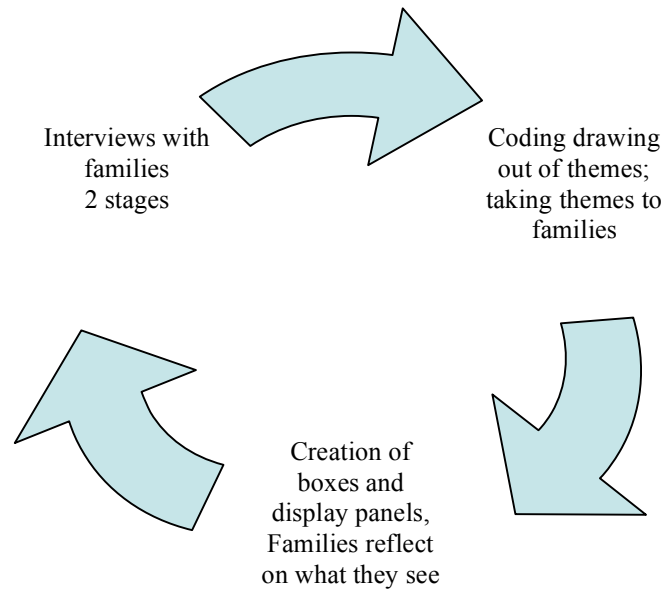 Interviews with
families
2 stages
Coding drawing
out of themes;
taking themes to
families
Creation of
boxes and
display panels,
Families reflect
on what they see